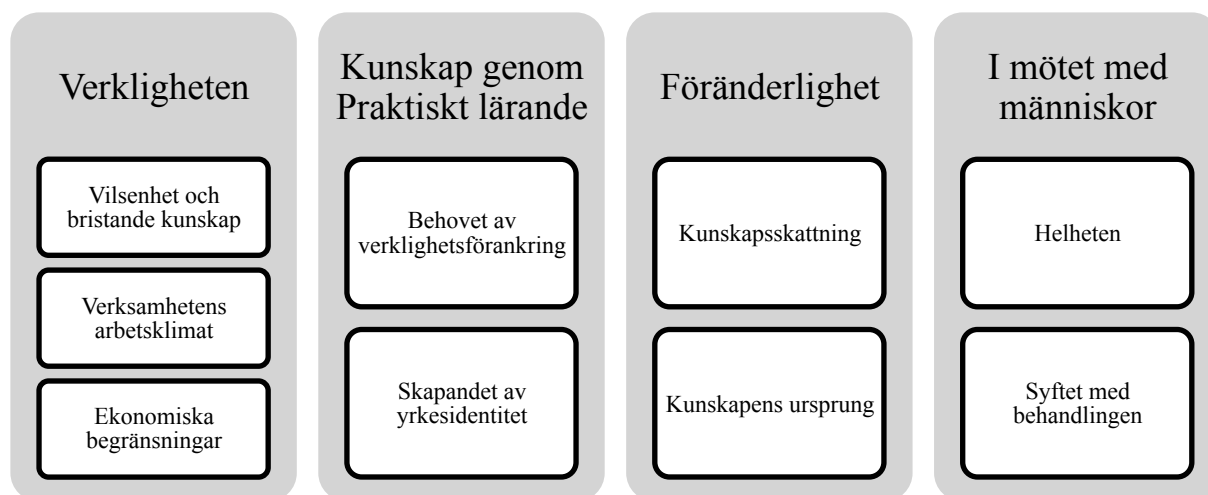 Verkligheten
Vilsenhet och
bristande kunskap
Verksamhetens
arbetsklimat
Ekonomiska
begränsningar
Kunskap genom
Praktiskt lärande
Behovet av
verklighetsförankring
Skapandet av
yrkesidentitet
Föränderlighet
Kunskapsskattning
Kunskapens ursprung
I mötet med
människor
Helheten
Syftet med
behandlingen